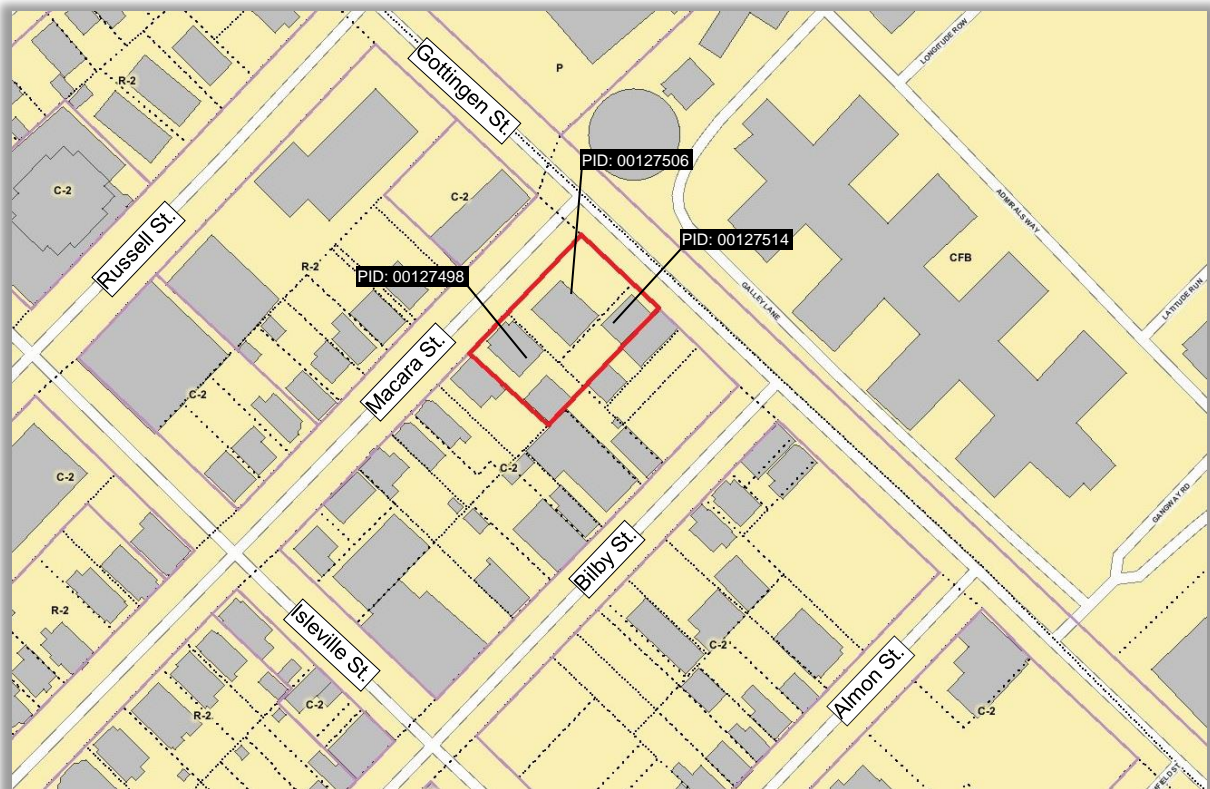 LONGITUDE ROW
Gottingen St.
P
R-2
PID: 00127506
C-2
C-2
ADMIRALS WAY
Russell St.
PID: 00127514
CFB
R-2
PID: 00127498
GALLEY LANE
LATITUDE RUN
Macara St.
C-2
C-2
C-2
GANGWAY RD
Bilby St.
R-2
Isleville St.
C-2
Almon St.
C-2
R-2
C-2